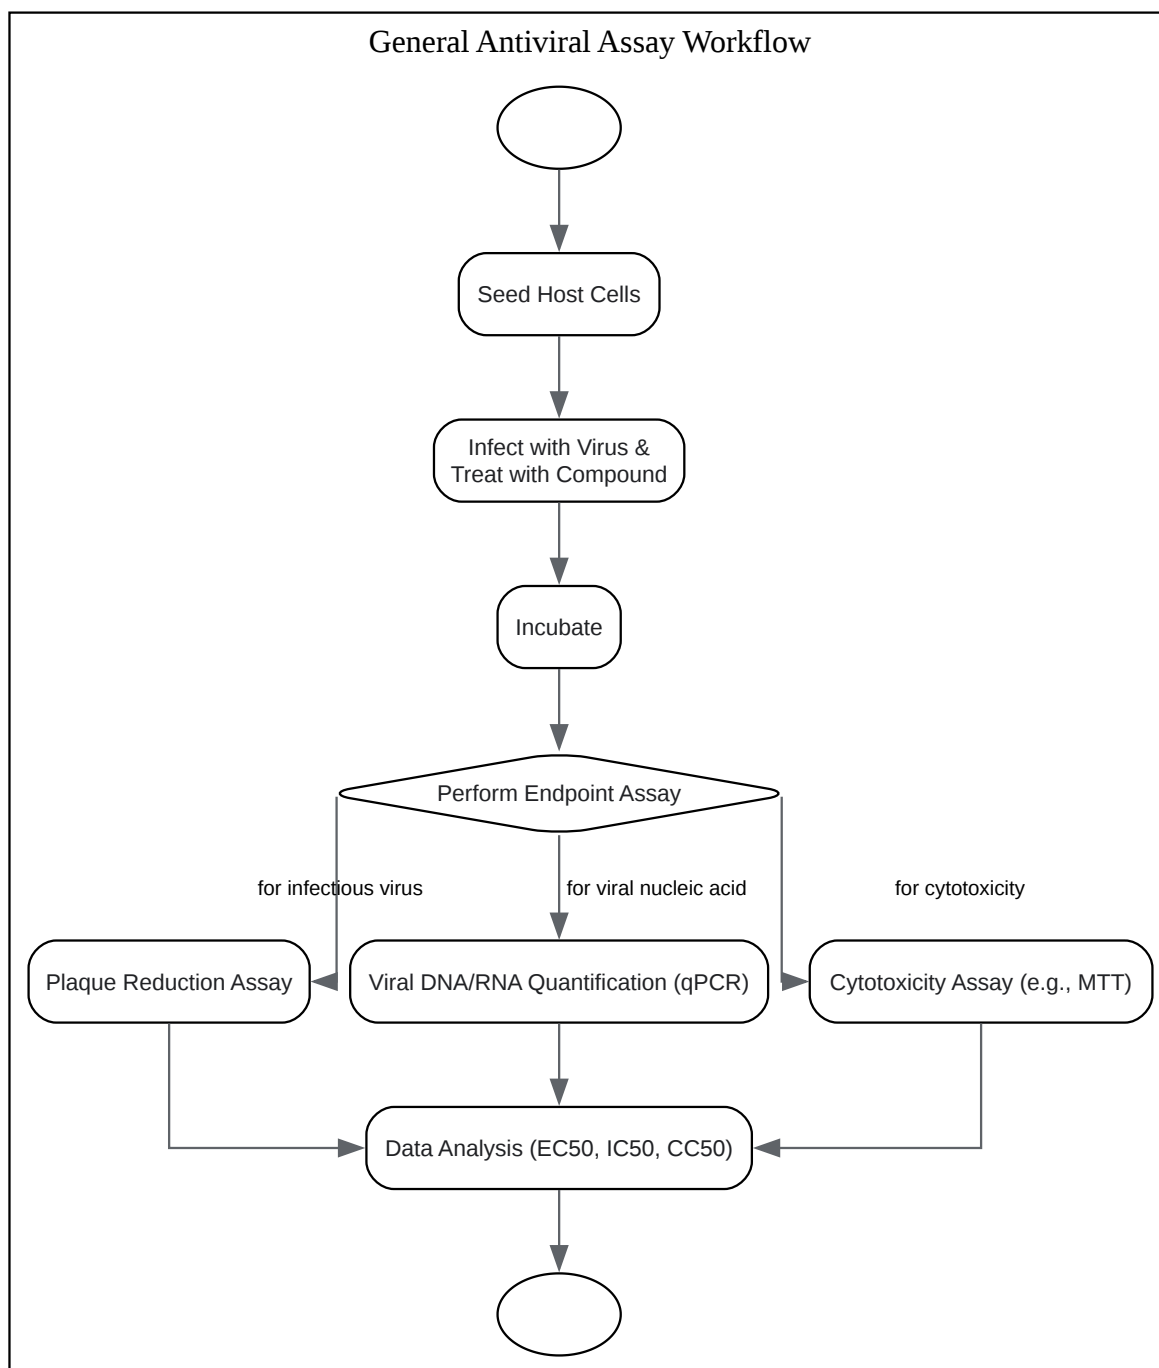 General Antiviral Assay Workflow
Seed Host Cells
Infect with Virus &
Treat with Compound
Incubate
Perform Endpoint Assay
for infectious virus
for viral nucleic acid
for cytotoxicity
Plaque Reduction Assay
Viral DNA/RNA Quantification (qPCR)
Cytotoxicity Assay (e.g., MTT)
Data Analysis (EC50, IC50, CC50)